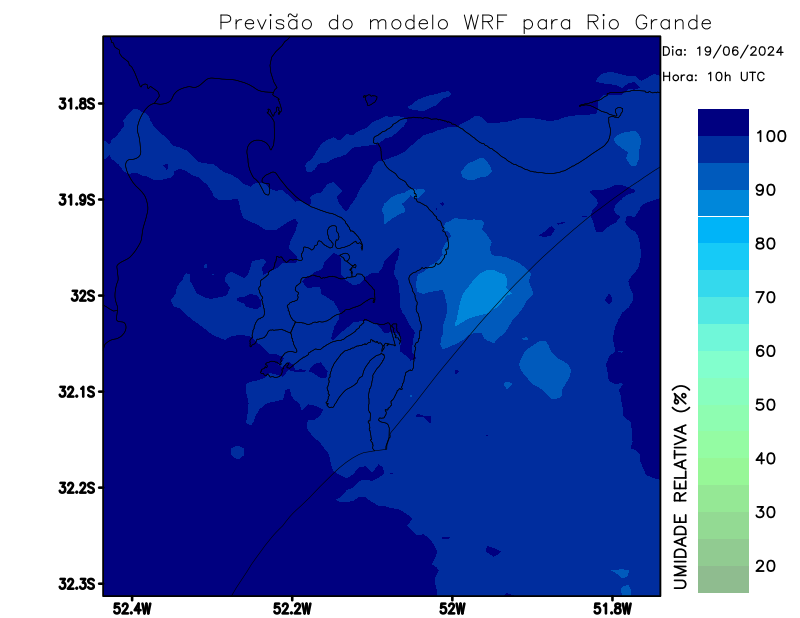 Previsão do modelo WRF para Rio Grande
Dia: 19/06/2024
Hora: 10h UTC
31.8S
31.9S
32S
32.1S
32.2S
32.3S
52.4W
52.2W
52W
51.8W
100
90
80
70
60
50
40
30
20
UMIDADE RELATIVA (%)